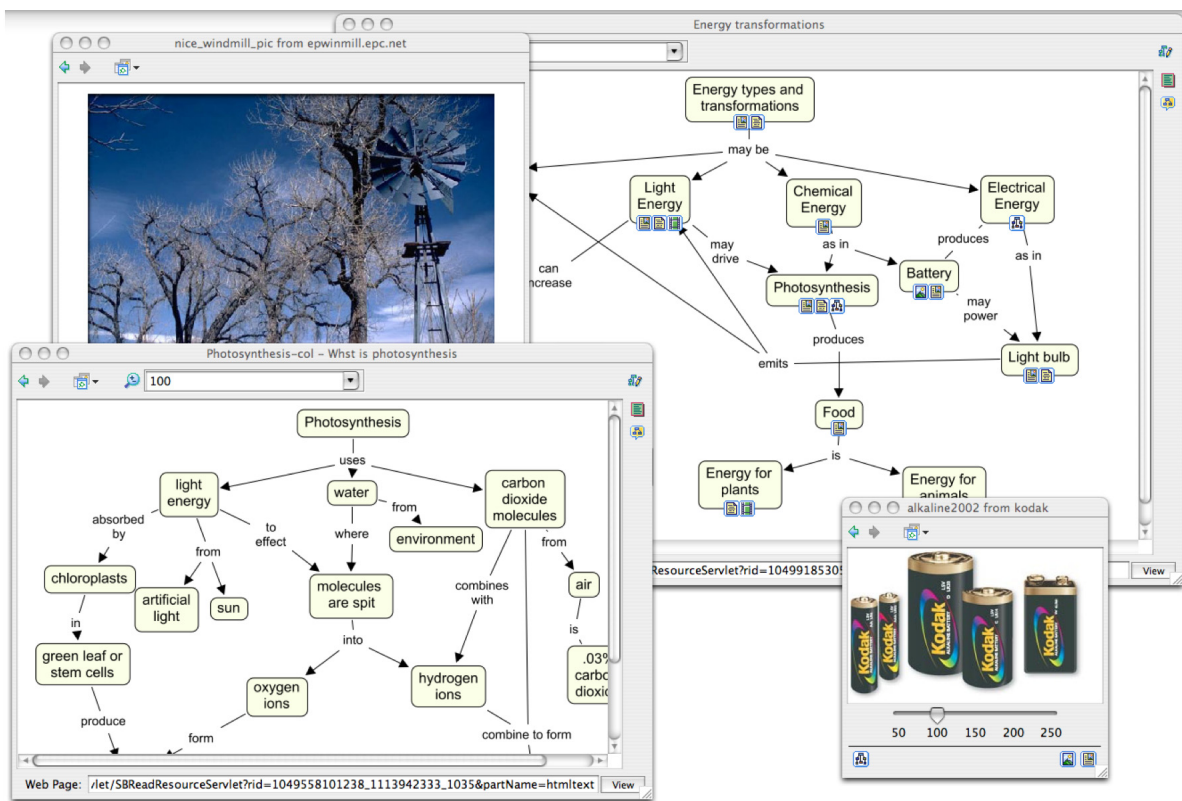 Energy transformations
nice_windmill_pic from epwinmill.epc.net
Energy types and
transformations
may be
Light
Energy
Chemical
Energy
Electrical
Energy
can
increase
may
drive
as in
produces
as in
Battery
Photosynthesis
may
power
produces
emits
Light bulb
Food
is
Energy for
plants
Energy for
animals
ResourceServlet?rid=10499185305
View
Photosynthesis-col – Whst is photosynthesis
100
Photosynthesis
uses
light
energy
water
carbon
dioxide
molecules
absorbed
by
from
to
effect
where
from
environment
from
chloroplasts
artificial
light
sun
molecules
are spit
combines
with
air
in
into
is
green leaf or
stem cells
oxygen
ions
hydrogen
ions
.03%
carbon
dioxid
produce
form
combine to form
Web Page:
/let/SBReadResourceServlet?rid=1049558101238_1113942333_1035&partName=htmltext
View
alkaline2002 from kodak
Kodak
Kodak
Kodak
Kodak
Kodak
ALKALINE BATTERY
50 100 150 200 250